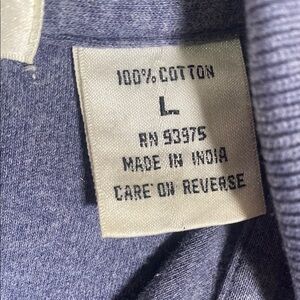 100% COTTON
L
RN 93975
MADE IN INDIA
CARE ON REVERSE